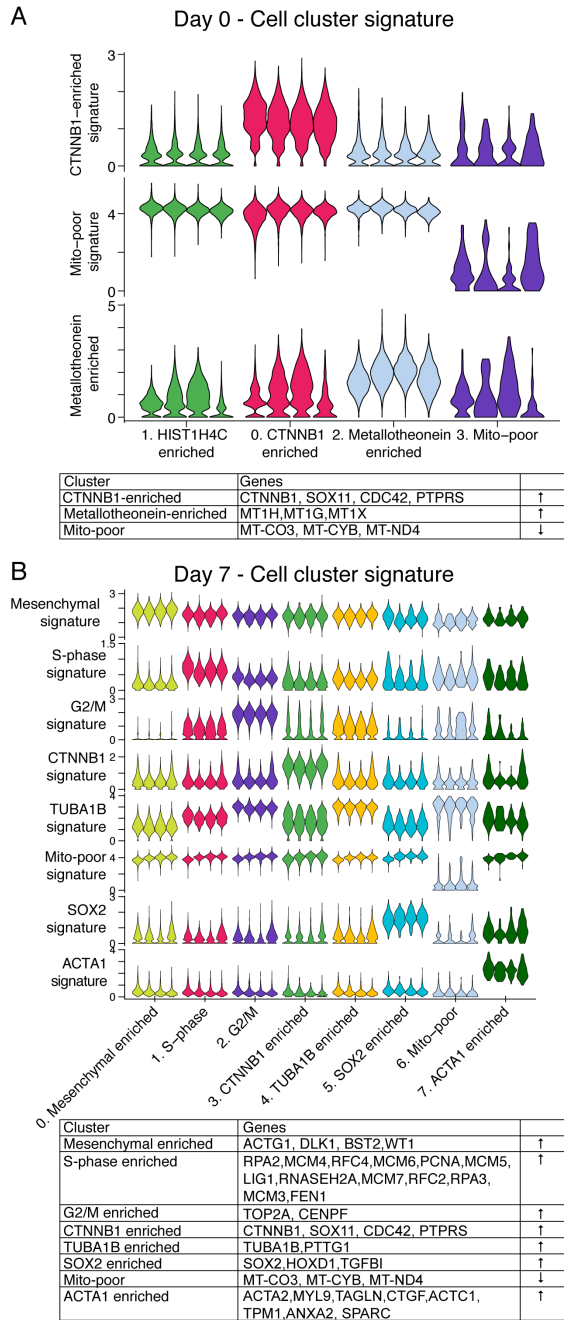 A
Day 0 - Cell cluster signature
CTNNB1−enriched
signature
3
0
Mito−poor
signature
4
0
Metallotheonein
enriched
5
0
1. HIST1H4C
enriched
0. CTNNB1
enriched
2. Metallotheonein
enriched
3. Mito−poor
Cluster Genes
CTNNB1-enriched CTNNB1, SOX11, CDC42, PTPRS ↑
Metallotheonein-enriched MT1H,MT1G,MT1X ↑
Mito-poor MT-CO3, MT-CYB, MT-ND4 ↓
B
Day 7 - Cell cluster signature
Mesenchymal
signature
3
0
S-phase
signature
1.5
0
G2/M
signature
3
0
CTNNB1
signature
2
0
TUBA1B
signature
4
0
Mito-poor
signature
4
0
SOX2
signature
3
0
ACTA1
signature
4
0
0. Mesenchymal enriched
1. S−phase
2. G2/M
3. CTNNB1 enriched
4. TUBA1B enriched
5. SOX2 enriched
6. Mito−poor
7. ACTA1 enriched
Cluster Genes
Mesenchymal enriched ACTG1, DLK1, BST2,WT1 ↑
S-phase enriched RPA2,MCM4,RFC4,MCM6,PCNA,MCM5, ↑
LIG1,RNASEH2A,MCM7,RFC2,RPA3,
MCM3,FEN1
G2/M enriched TOP2A, CENPF ↑
CTNNB1 enriched CTNNB1, SOX11, CDC42, PTPRS ↑
TUBA1B enriched TUBA1B,PTTG1 ↑
SOX2 enriched SOX2,HOXD1,TGFBI ↑
Mito-poor MT-CO3, MT-CYB, MT-ND4 ↓
ACTA1 enriched ACTA2,MYL9,TAGLN,CTGF,ACTC1, ↑
TPM1,ANXA2, SPARC